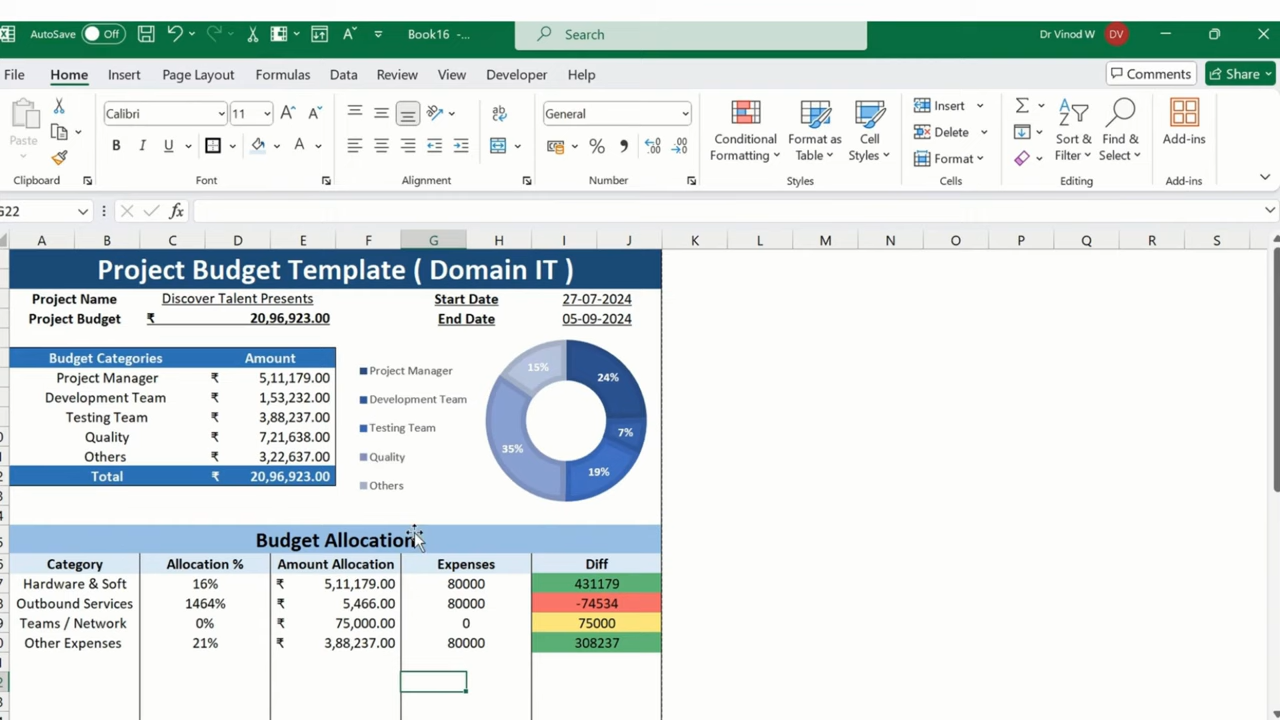 AutoSave Off Book16 -... Search Dr Vinod W DV
File Home Insert Page Layout Formulas Data Review View Developer Help Comments Share
Paste Calibri 11 General Conditional Formatting Format as Table Cell Styles Insert Delete Format Sort & Filter Find & Select Add-ins
Clipboard Font Alignment Number Styles Cells Editing Add-ins
G22 fx
A B C D E F G H I J K L M N O P Q R S
Project Budget Template ( Domain IT )
Project Name Discover Talent Presents Start Date 27-07-2024
Project Budget ₹ 20,96,923.00 End Date 05-09-2024
Budget Categories Amount
Project Manager ₹ 5,11,179.00
Development Team ₹ 1,53,232.00
Testing Team ₹ 3,88,237.00
Quality ₹ 7,21,638.00
Others ₹ 3,22,637.00
Total ₹ 20,96,923.00
Project Manager
Development Team
Testing Team
Quality
Others
15% 24%
7%
35% 19%
Budget Allocation
Category Allocation % Amount Allocation Expenses Diff
Hardware & Soft 16% ₹ 5,11,179.00 80000 431179
Outbound Services 1464% ₹ 5,466.00 80000 -74534
Teams / Network 0% ₹ 75,000.00 0 75000
Other Expenses 21% ₹ 3,88,237.00 80000 308237